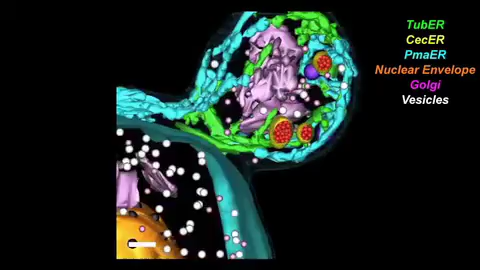 TubER
CecER
PmaER
Nuclear Envelope
Golgi
Vesicles